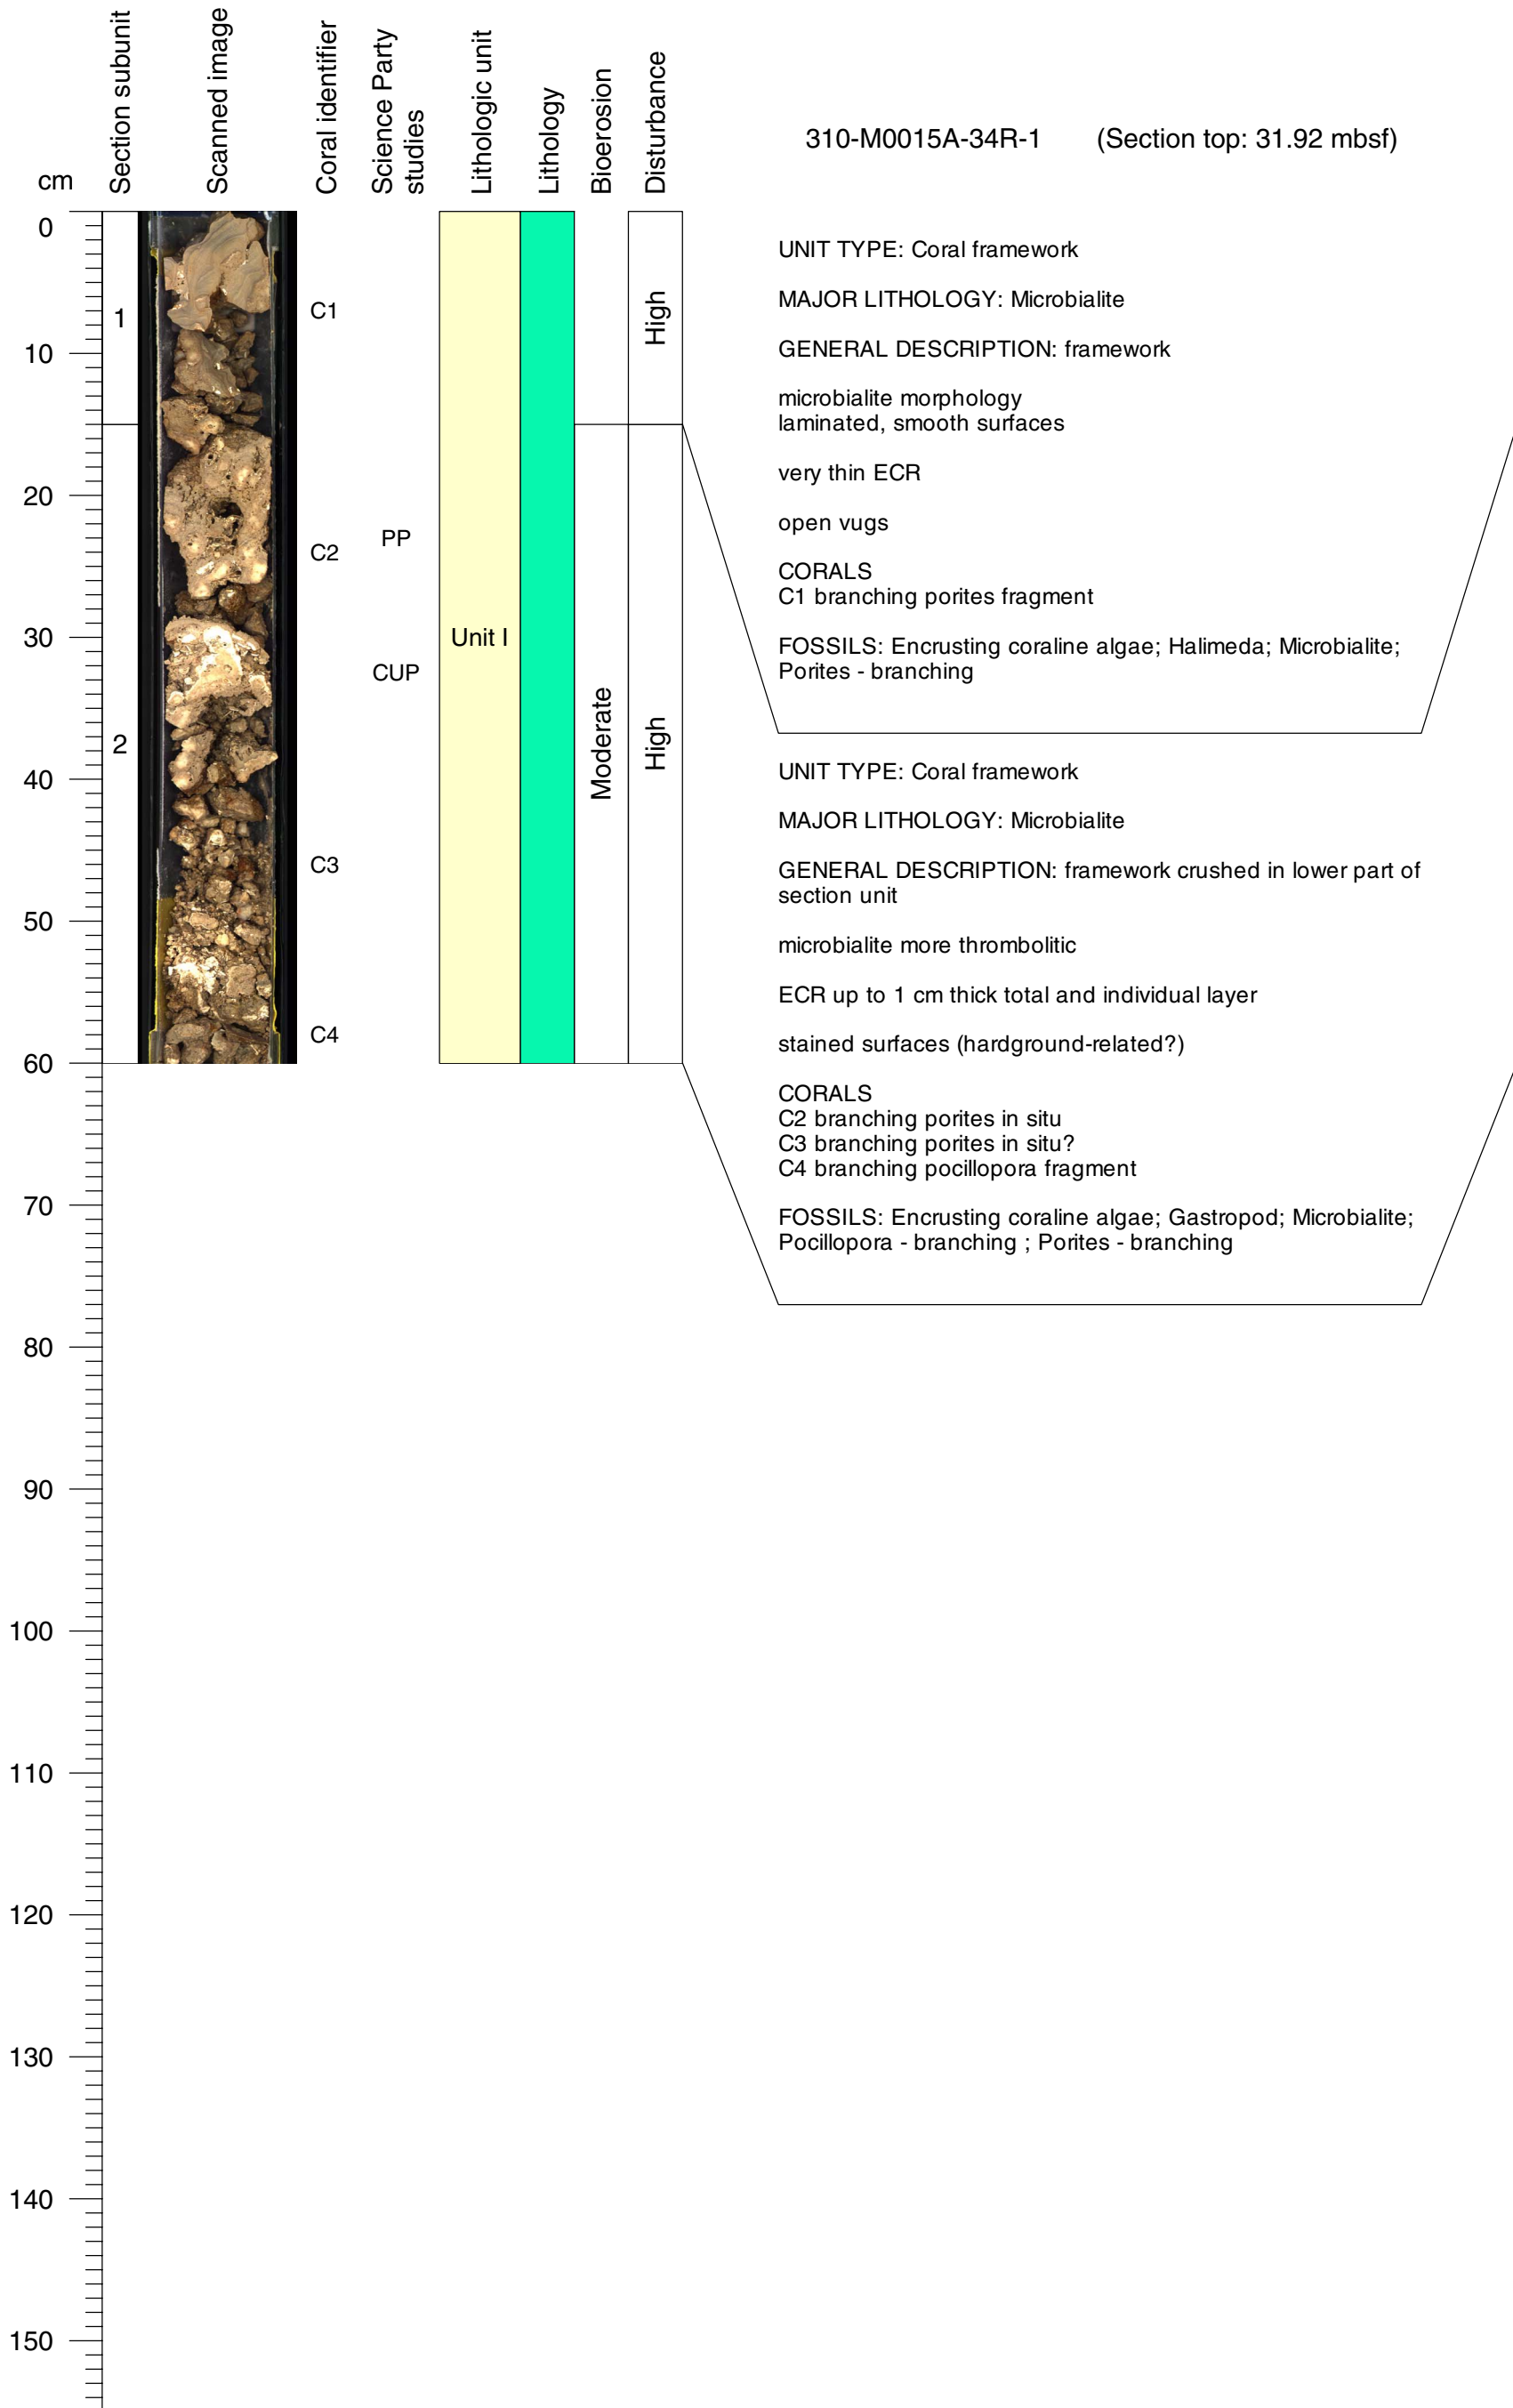 Section subunit
Scanned image
Coral identifier
Science Party
studies
Lithologic unit
Lithology
Bioerosion
Disturbance
310-M0015A-34R-1 (Section top: 31.92 mbsf)
cm
0
10
20
30
40
50
60
70
80
90
100
110
120
130
140
150
1
2
C1
C2
C3
C4
PP
CUP
Unit I
Moderate
High
High
UNIT TYPE: Coral framework
MAJOR LITHOLOGY: Microbialite
GENERAL DESCRIPTION: framework
microbialite morphology
laminated, smooth surfaces
very thin ECR
open vugs
CORALS
C1 branching porites fragment
FOSSILS: Encrusting coraline algae; Halimeda; Microbialite;
Porites - branching
UNIT TYPE: Coral framework
MAJOR LITHOLOGY: Microbialite
GENERAL DESCRIPTION: framework crushed in lower part of
section unit
microbialite more thrombolitic
ECR up to 1 cm thick total and individual layer
stained surfaces (hardground-related?)
CORALS
C2 branching porites in situ
C3 branching porites in situ?
C4 branching pocillopora fragment
FOSSILS: Encrusting coraline algae; Gastropod; Microbialite;
Pocillopora - branching ; Porites - branching